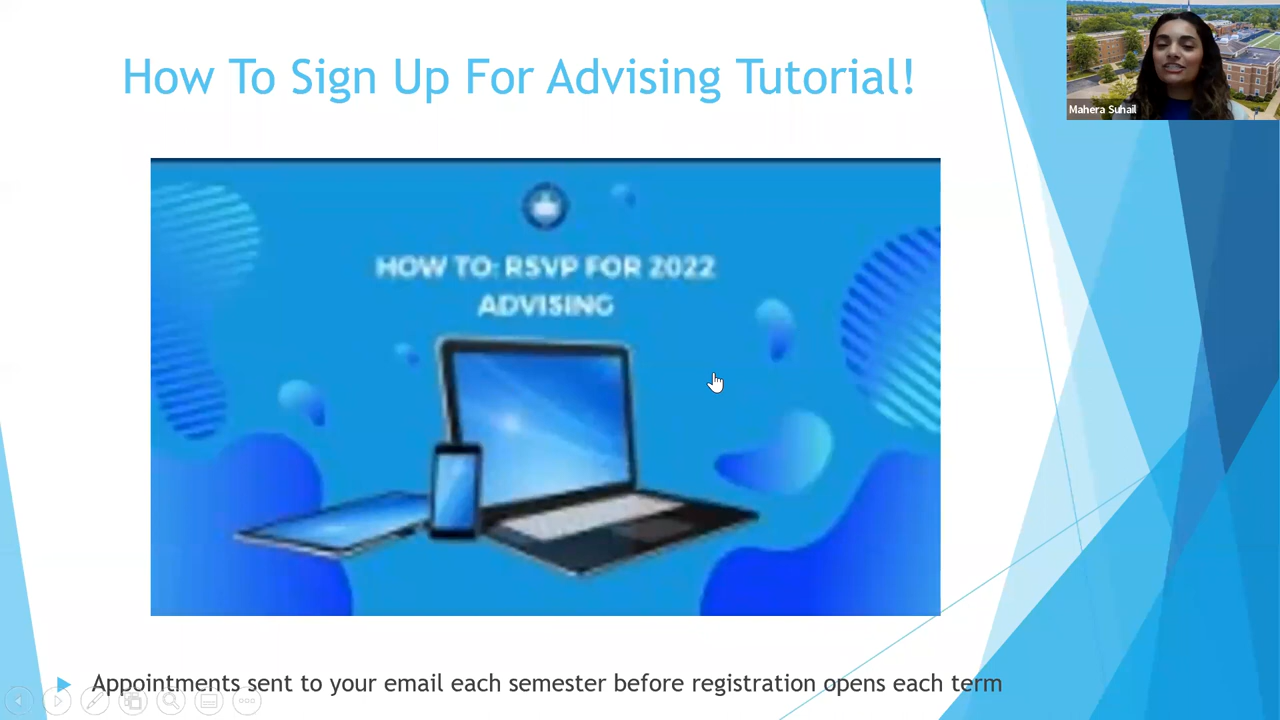 How To Sign Up For Advising Tutorial!
Mahera Suhail
HOW TO: RSVP FOR 2022
ADVISING
Appointments sent to your email each semester before registration opens each term